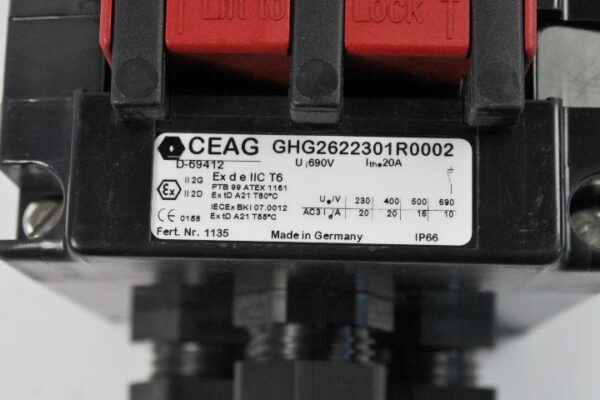 Lift to Lock T
CEAG GHG2622301R0002
D-69412 Ui 690V Ithe 20A
Ex d e IIC T6
II 2G PTB 99 ATEX 1151
II 2D Ex tD A21 T80°C
IECEx BKI 07.0012
CE 0158 Ex tD A21 T55°C
Ue/V 230 400 500 690
AC3 Ie/A 20 20 16 10
Fert. Nr. 1135 Made in Germany IP66